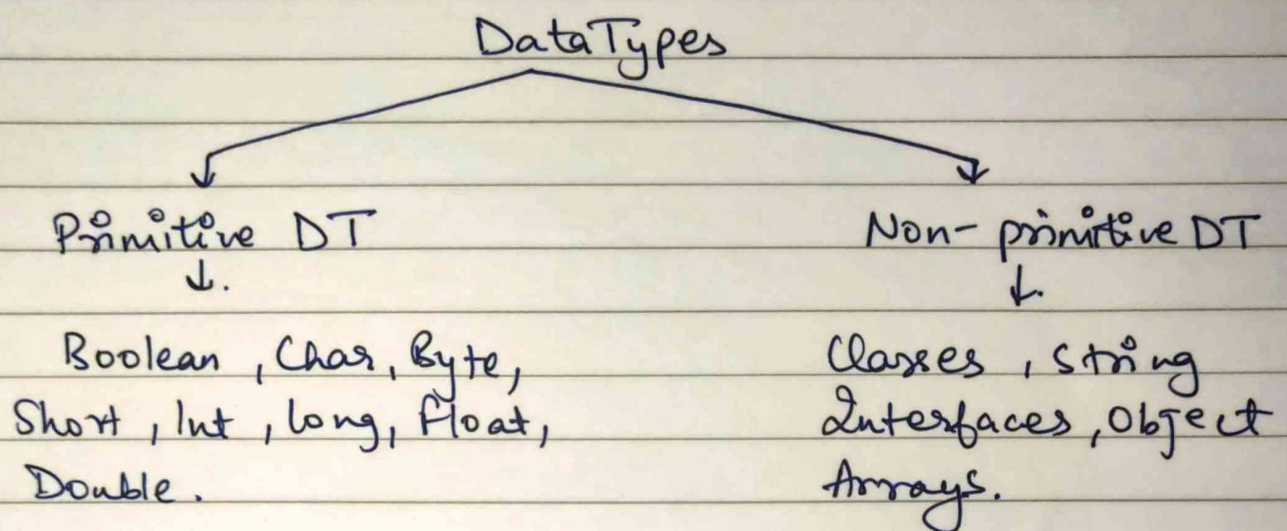 DataTypes
Primitive DT
Non-primitive DT
Boolean, Char, Byte,
Short, Int, long, float,
Double.
Classes, String
Interfaces, Object
Arrays.